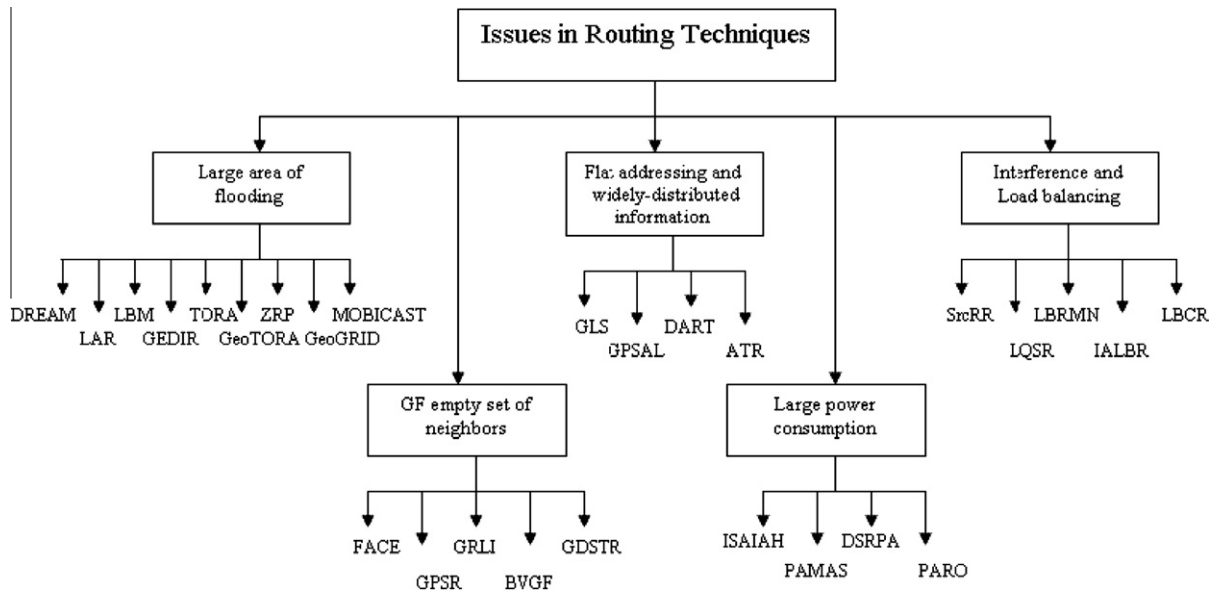 Issues in Routing Techniques
Large area of
flooding
Flat addressing and
widely-distributed
information
Interference and
Load balancing
DREAM LBM TORA ZRP MOBICAST
LAR GEDIR GeoTORA GeoGRID
GLS DART
GPSAL ATR
SrcRR LBRMN LBCR
LQSR IALBR
GF empty set of
neighbors
Large power
consumption
FACE GRLI GDSTR
GPSR BVGF
ISAIAH DSRPA
PAMAS PARO